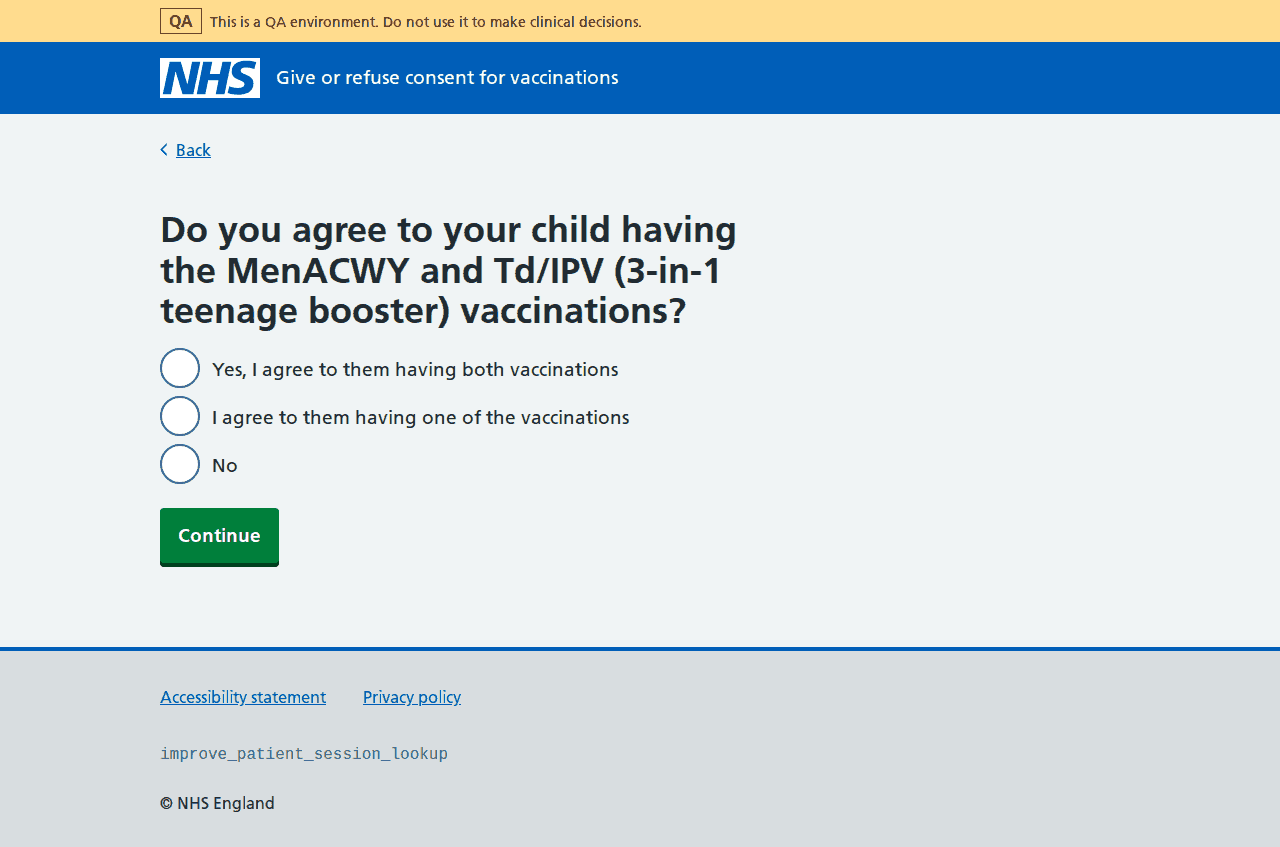 QA This is a QA environment. Do not use it to make clinical decisions.
NHS Give or refuse consent for vaccinations
Back
Do you agree to your child having
the MenACWY and Td/IPV (3-in-1
teenage booster) vaccinations?
Yes, I agree to them having both vaccinations
I agree to them having one of the vaccinations
No
Continue
Accessibility statement Privacy policy
improve_patient_session_lookup
© NHS England